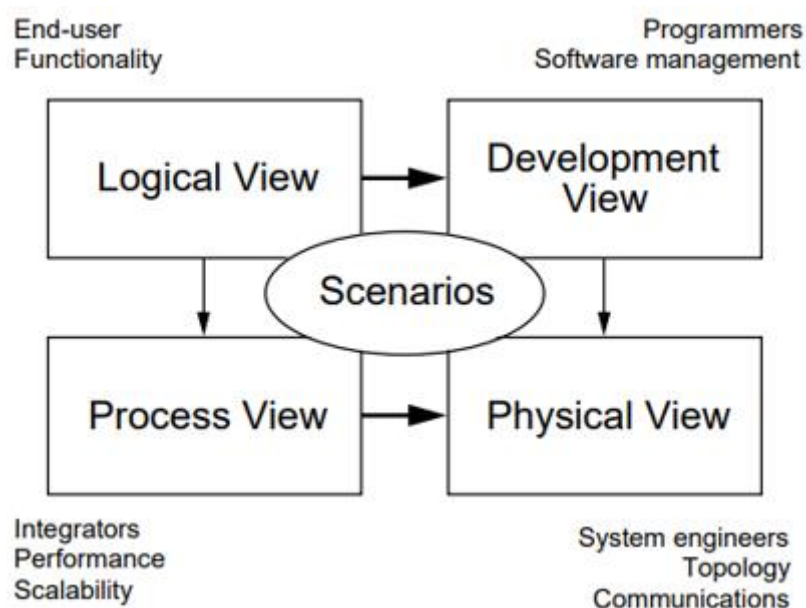 End-user
Functionality
Programmers
Software management
Logical View
Development
View
Scenarios
Process View
Physical View
Integrators
Performance
Scalability
System engineers
Topology
Communications